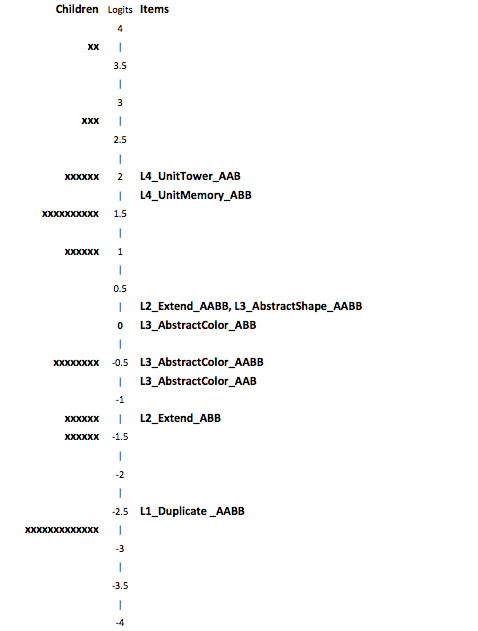 Children Logits Items
4
xx |
3.5
|
3
xxx |
2.5
|
xxxxxx 2 L4_UnitTower_AAB
| L4_UnitMemory_ABB
xxxxxxxxxx 1.5
|
xxxxxx 1
|
0.5
| L2_Extend_AABB, L3_AbstractShape_AABB
0 L3_AbstractColor_ABB
|
xxxxxxxx -0.5 L3_AbstractColor_AABB
| L3_AbstractColor_AAB
-1
xxxxxx | L2_Extend_ABB
xxxxxx -1.5
|
-2
|
-2.5 L1_Duplicate _AABB
xxxxxxxxxxxxx |
-3
|
-3.5
|
-4